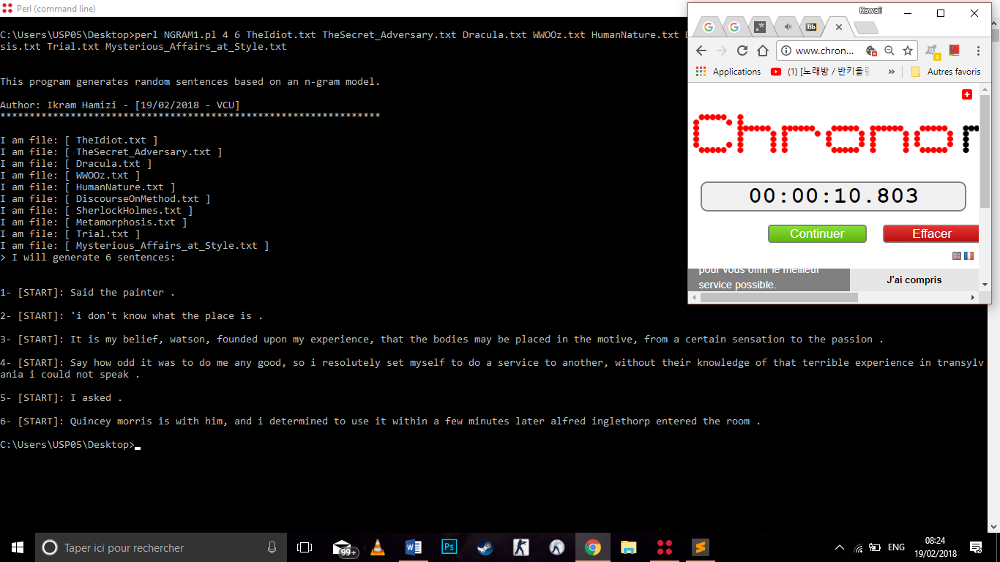 Perl (command line)
C:\Users\USP05\Desktop>perl NGRAM1.pl 4 6 TheIdiot.txt TheSecret_Adversary.txt Dracula.txt WWOOz.txt HumanNature.txt D
sis.txt Trial.txt Mysterious_Affairs_at_Style.txt
This program generates random sentences based on an n-gram model.
Author: Ikram Hamizi - [19/02/2018 - VCU]
*****************************************************************
I am file: [ TheIdiot.txt ]
I am file: [ TheSecret_Adversary.txt ]
I am file: [ Dracula.txt ]
I am file: [ WWOOz.txt ]
I am file: [ HumanNature.txt ]
I am file: [ DiscourseOnMethod.txt ]
I am file: [ SherlockHolmes.txt ]
I am file: [ Metamorphosis.txt ]
I am file: [ Trial.txt ]
I am file: [ Mysterious_Affairs_at_Style.txt ]
> I will generate 6 sentences:
1- [START]: Said the painter .
2- [START]: 'i don't know what the place is .
3- [START]: It is my belief, watson, founded upon my experience, that the bodies may be placed in the motive, from a certain sensation to the passion .
4- [START]: Say how odd it was to do me any good, so i resolutely set myself to do a service to another, without their knowledge of that terrible experience in transylv
ania i could not speak .
5- [START]: I asked .
6- [START]: Quincey morris is with him, and i determined to use it within a few minutes later alfred inglethorp entered the room .
C:\Users\USP05\Desktop>
Kawaii
Bb
www.chron...
3
Applications
(1) [노래방 / 반키올림
»
Autres favoris
Chronor
00:00:10.803
Continuer
Effacer
pour vous offrir le meilleur
service possible.
J'ai compris
Taper ici pour rechercher
99+
W
Ps
ENG
08:24
19/02/2018